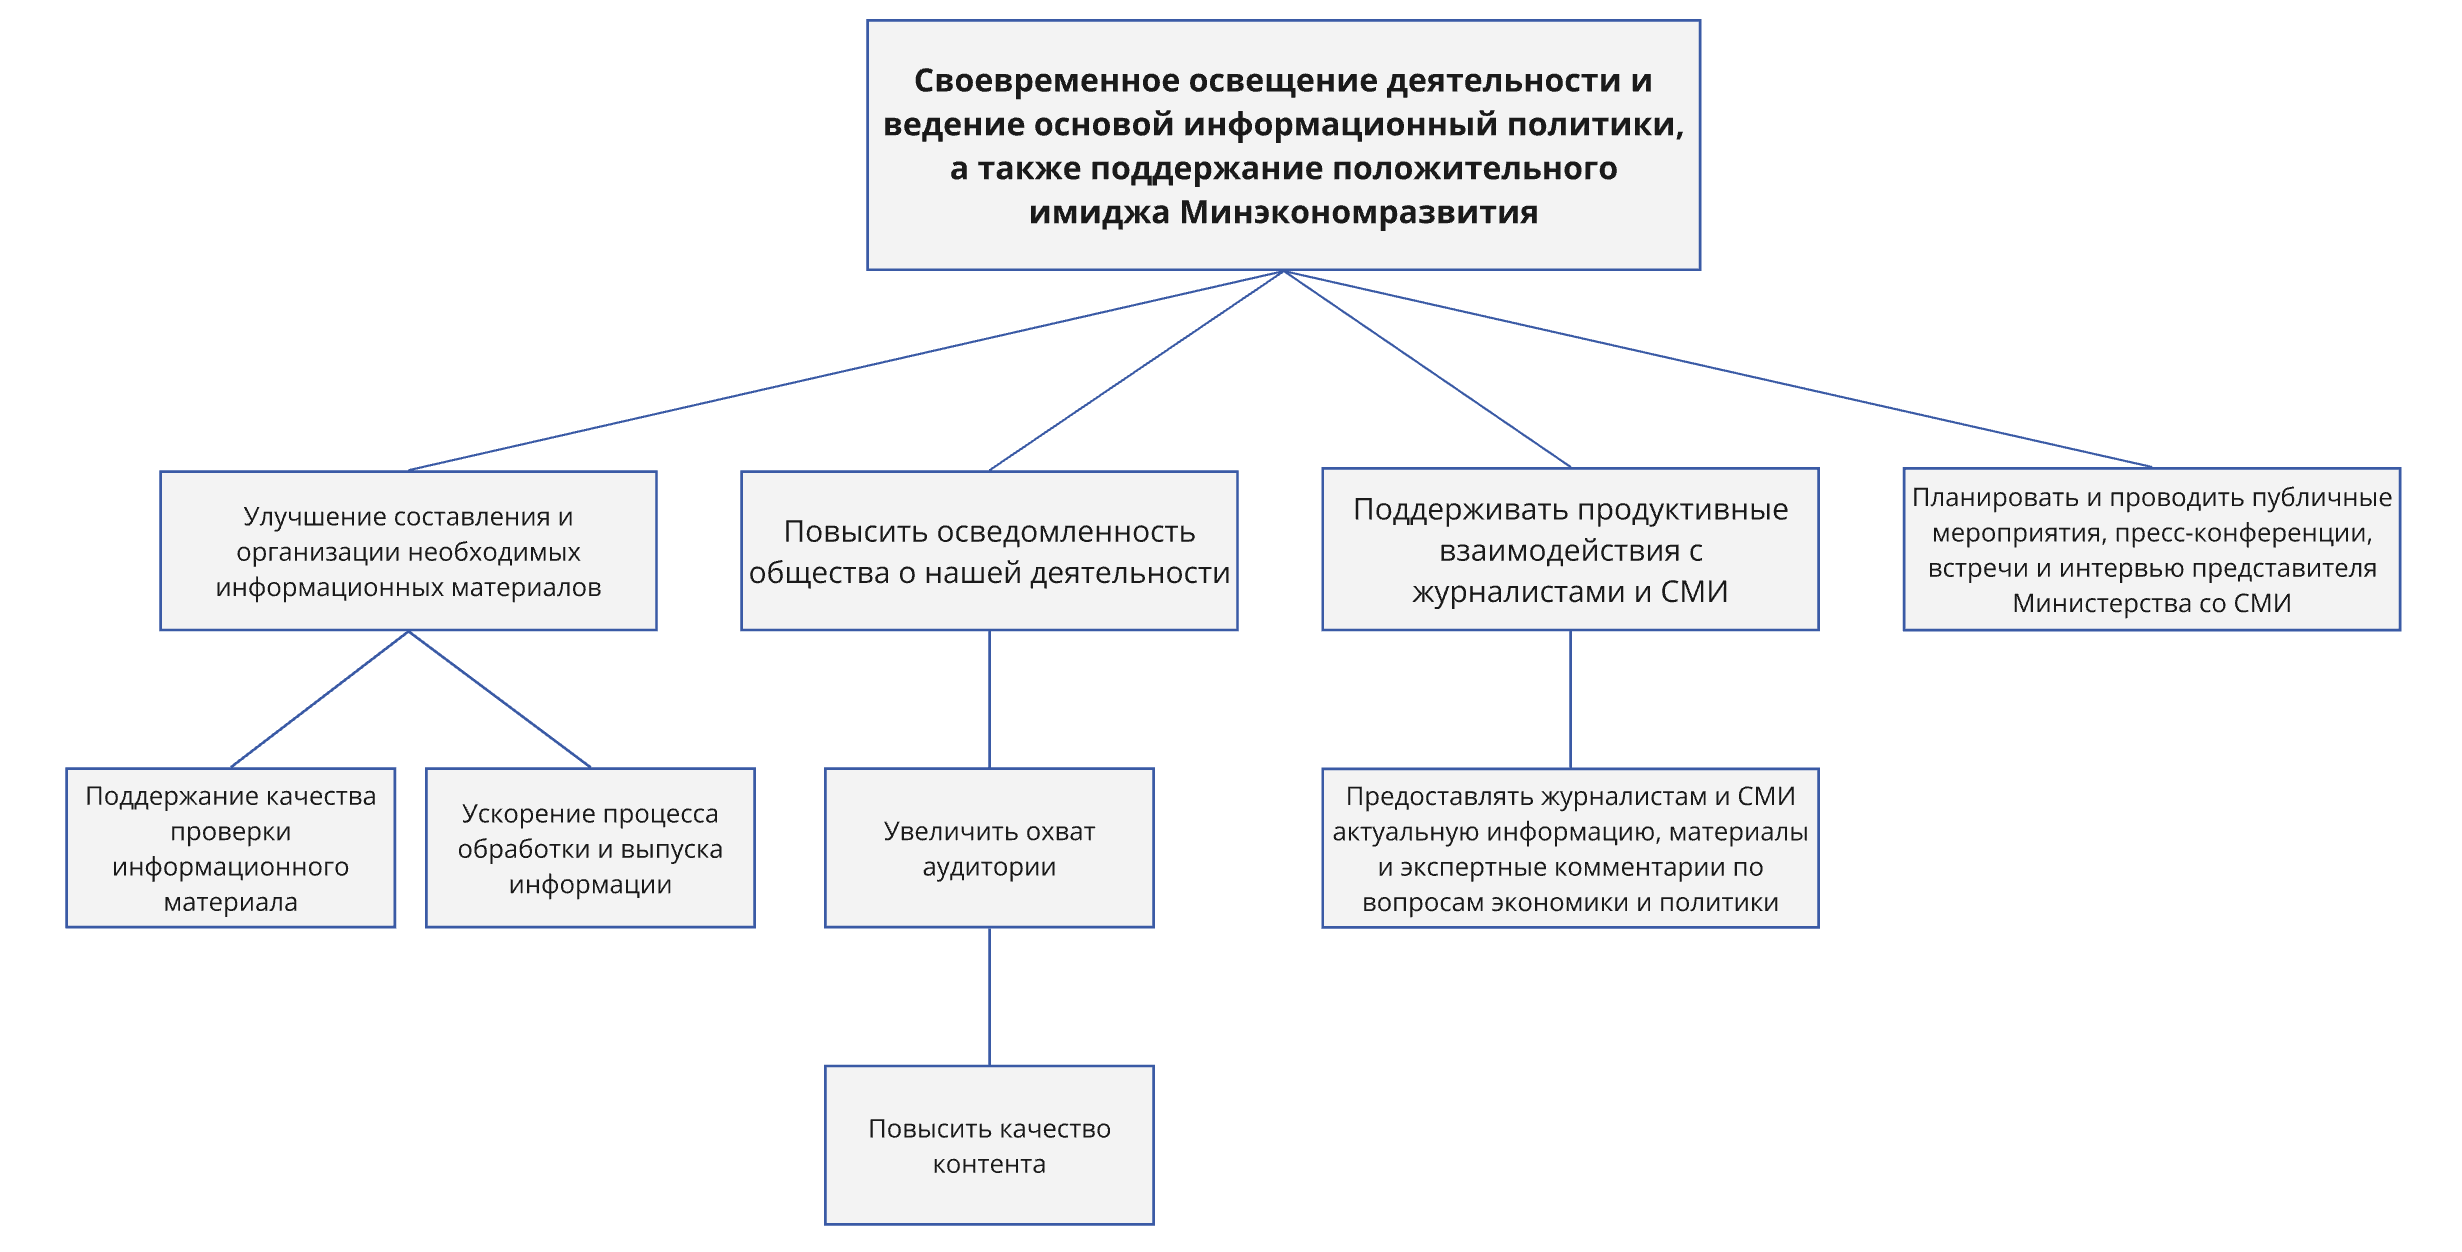 Своевременное освещение деятельности и
ведение основой информационный политики,
а также поддержание положительного
имиджа Минэкономразвития
Улучшение составления и
организации необходимых
информационных материалов
Повысить осведомленность
общества о нашей деятельности
Поддерживать продуктивные
взаимодействия с
журналистами и СМИ
Планировать и проводить публичные
мероприятия, пресс-конференции,
встречи и интервью представителя
Министерства со СМИ
Поддержание качества
проверки
информационного
материала
Ускорение процесса
обработки и выпуска
информации
Увеличить охват
аудитории
Предоставлять журналистам и СМИ
актуальную информацию, материалы
и экспертные комментарии по
вопросам экономики и политики
Повысить качество
контента